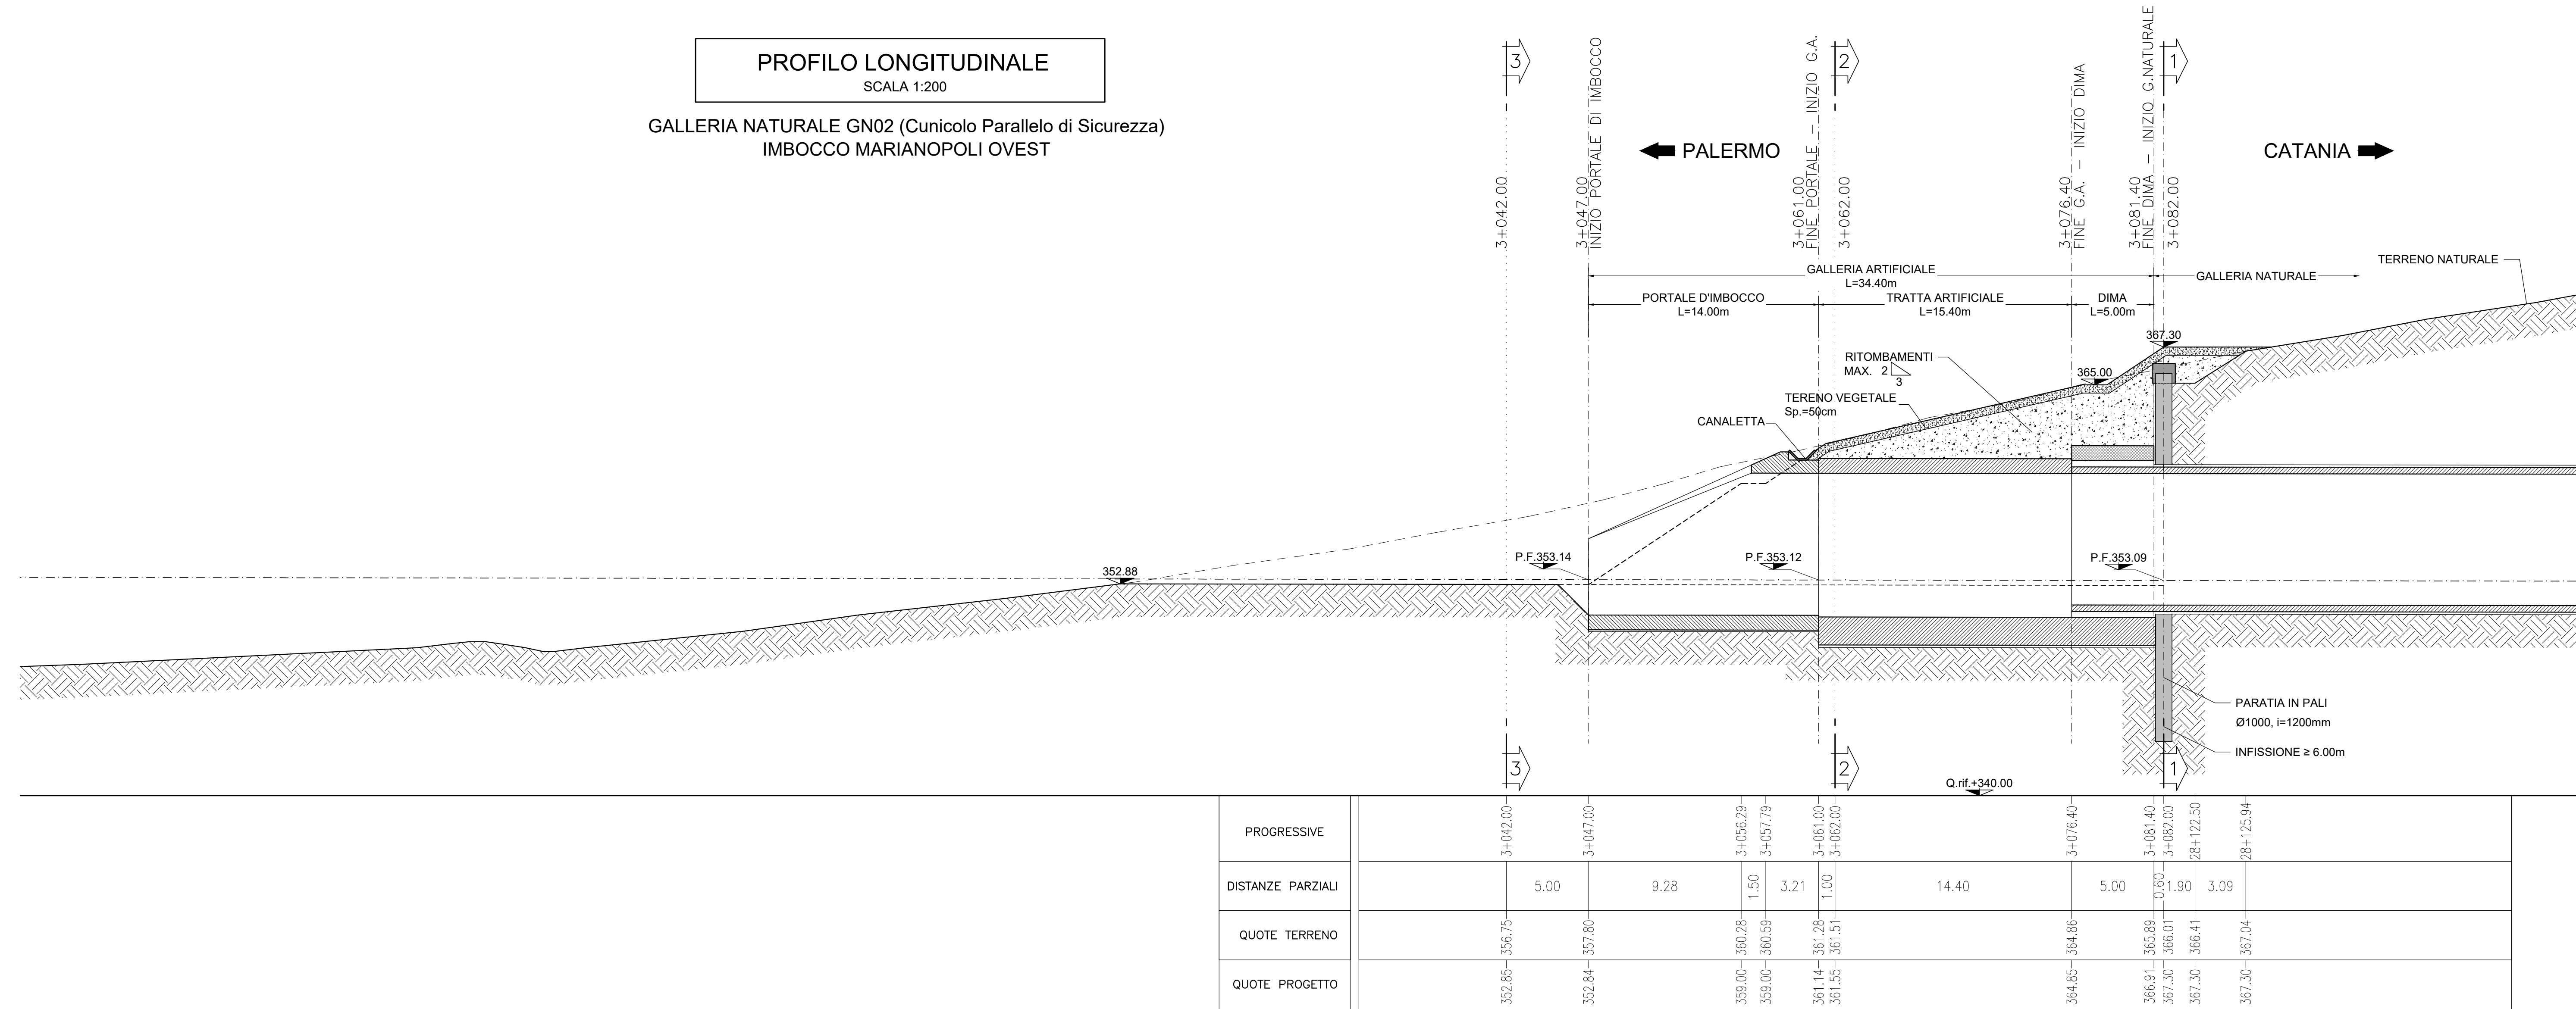 PROFILO LONGITUDINALE
SCALA 1:200
GALLERIA NATURALE GN02 (Cunicolo Parallelo di Sicurezza)
IMBOCCO MARIANOPOLI OVEST
3
2
1
3+042.00
3+047.00
INIZIO PORTALE DI IMBOCCO
3+061.00
FINE PORTALE – INIZIO G.A.
3+062.00
3+076.40
FINE G.A. – INIZIO DIMA
3+081.40
FINE DIMA – INIZIO G.NATURALE
3+082.00
PALERMO
CATANIA
GALLERIA ARTIFICIALE
L=34.40m
GALLERIA NATURALE
TERRENO NATURALE
PORTALE D'IMBOCCO
L=14.00m
TRATTA ARTIFICIALE
L=15.40m
DIMA
L=5.00m
367.30
RITOMBAMENTI
MAX. 2
3
365.00
TERENO VEGETALE
Sp.=50cm
CANALETTA
352.88
P.F.353.14
P.F.353.12
P.F.353.09
PARATIA IN PALI
Ø1000, i=1200mm
INFISSIONE ≥ 6.00m
3
2
1
Q.rif.+340.00
PROGRESSIVE 3+042.00 3+047.00 3+056.29 3+057.79 3+061.00 3+062.00 3+076.40 3+081.40 3+082.00 28+122.50 28+125.94
DISTANZE PARZIALI 5.00 9.28 1.50 3.21 1.00 14.40 5.00 0.60 1.90 3.09
QUOTE TERRENO 356.75 357.80 360.28 360.59 361.28 361.51 364.86 365.89 366.01 366.41 367.04
QUOTE PROGETTO 352.85 352.84 359.00 359.00 361.14 361.55 364.85 366.91 367.30 367.30 367.30